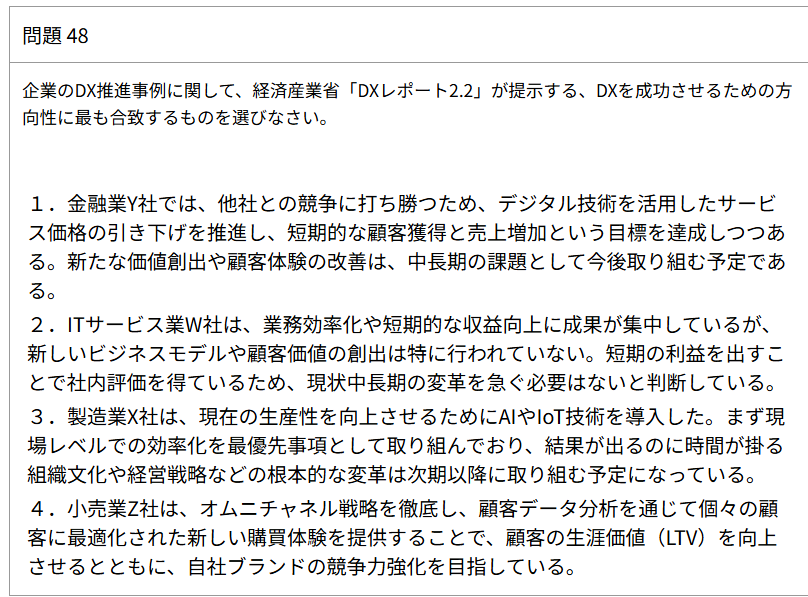 問題 48
企業のDX推進事例に関して、経済産業省「DXレポート2.2」が提示する、DXを成功させるための方
向性に最も合致するものを選びなさい。
１．金融業Y社では、他社との競争に打ち勝つため、デジタル技術を活用したサービ
ス価格の引き下げを推進し、短期的な顧客獲得と売上増加という目標を達成しつつあ
る。新たな価値創出や顧客体験の改善は、中長期の課題として今後取り組む予定であ
る。
２．ITサービス業W社は、業務効率化や短期的な収益向上に成果が集中しているが、
新しいビジネスモデルや顧客価値の創出は特に行われていない。短期の利益を出すこ
とで社内評価を得ているため、現状中長期の変革を急ぐ必要はないと判断している。
３．製造業X社は、現在の生産性を向上させるためにAIやIoT技術を導入した。まず現
場レベルでの効率化を最優先事項として取り組んでおり、結果が出るのに時間が掛る
組織文化や経営戦略などの根本的な変革は次期以降に取り組む予定になっている。
４．小売業Z社は、オムニチャネル戦略を徹底し、顧客データ分析を通じて個々の顧
客に最適化された新しい購買体験を提供することで、顧客の生涯価値（LTV）を向上
させるとともに、自社ブランドの競争力強化を目指している。